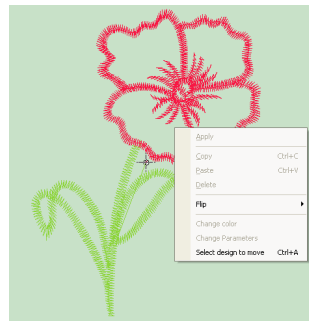 Apply
Copy Ctrl+C
Paste Ctrl+V
Delete
Flip
Change color
Change Parameters
Select design to move Ctrl+A